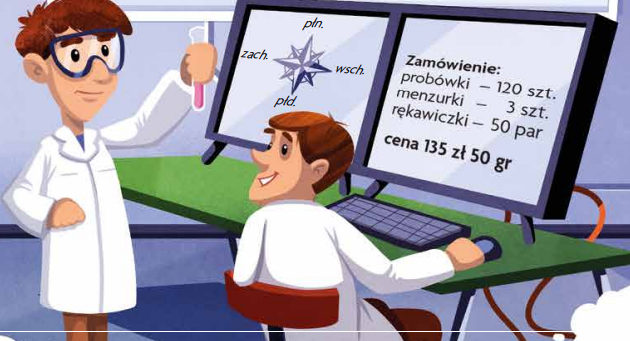 płn.
zach.
wsch.
płd.
Zamówienie:
probówki – 120 szt.
menzurki – 3 szt.
rękawiczki – 50 par
cena 135 zł 50 gr